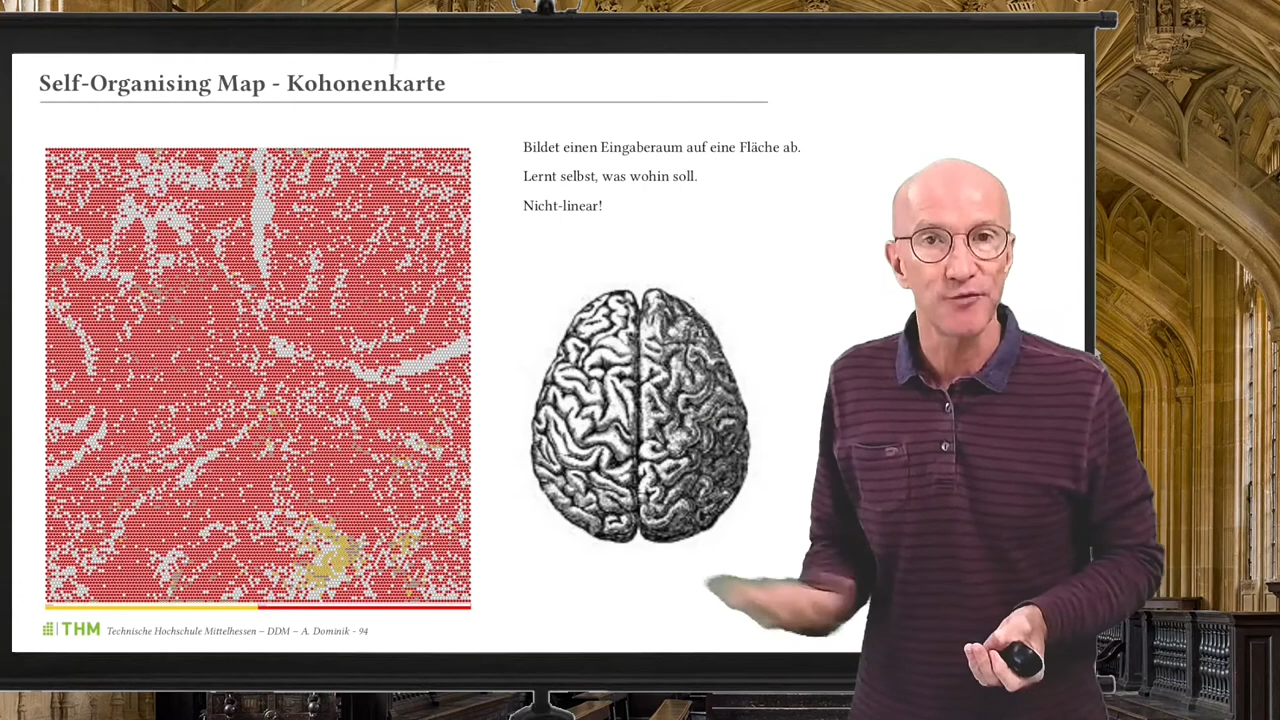 Self-Organising Map - Kohonenkarte
Bildet einen Eingaberaum auf eine Fläche ab.
Lernt selbst, was wohin soll.
Nicht-linear!
THM Technische Hochschule Mittelhessen – DDM – A. Dominik - 94